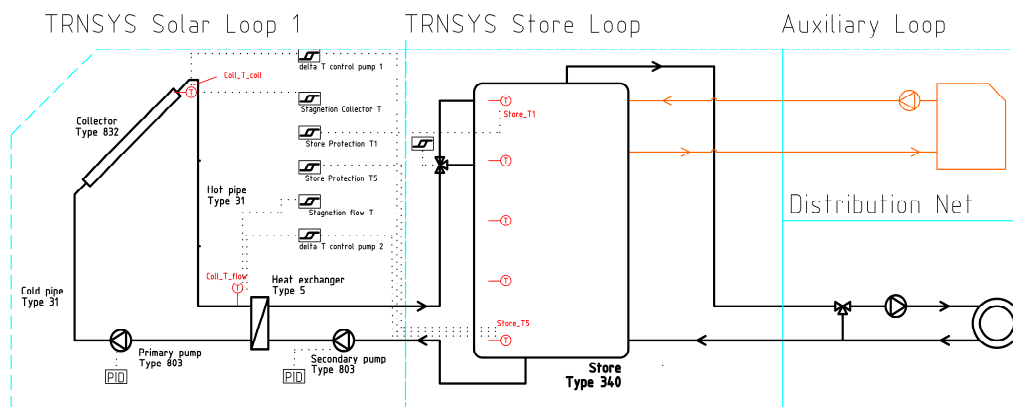 TRNSYS Solar Loop 1
TRNSYS Store Loop
Auxiliary Loop
delta T control pump 1
Coll_T_coll
Stagnetion Collector T
Store_T1
Collector
Type 832
Store Protection T1
Store Protection T5
Hot pipe
Type 31
Stagnetion flow T
Distribution Net
delta T control pump 2
Coll_T_flow
Heat exchanger
Type 5
Cold pipe
Type 31
Store_T5
Primary pump
Type 803
Secondary pump
Type 803
PID
PID
Store
Type 340
T
T
T
T
T
T
T